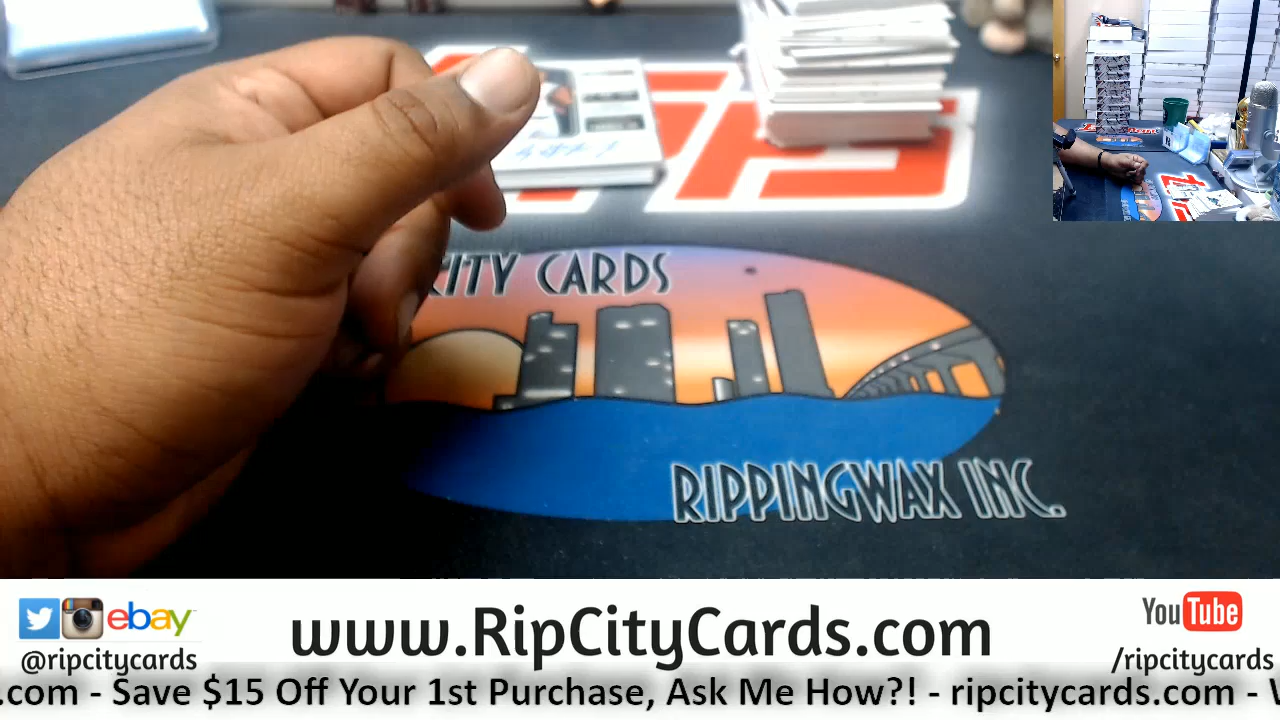 CITY CARDS
RIPPINGWAX INC.
ebay
@ripcitycards
www.RipCityCards.com
YouTube
/ripcitycards
.com - Save $15 Off Your 1st Purchase, Ask Me How?! - ripcitycards.com -